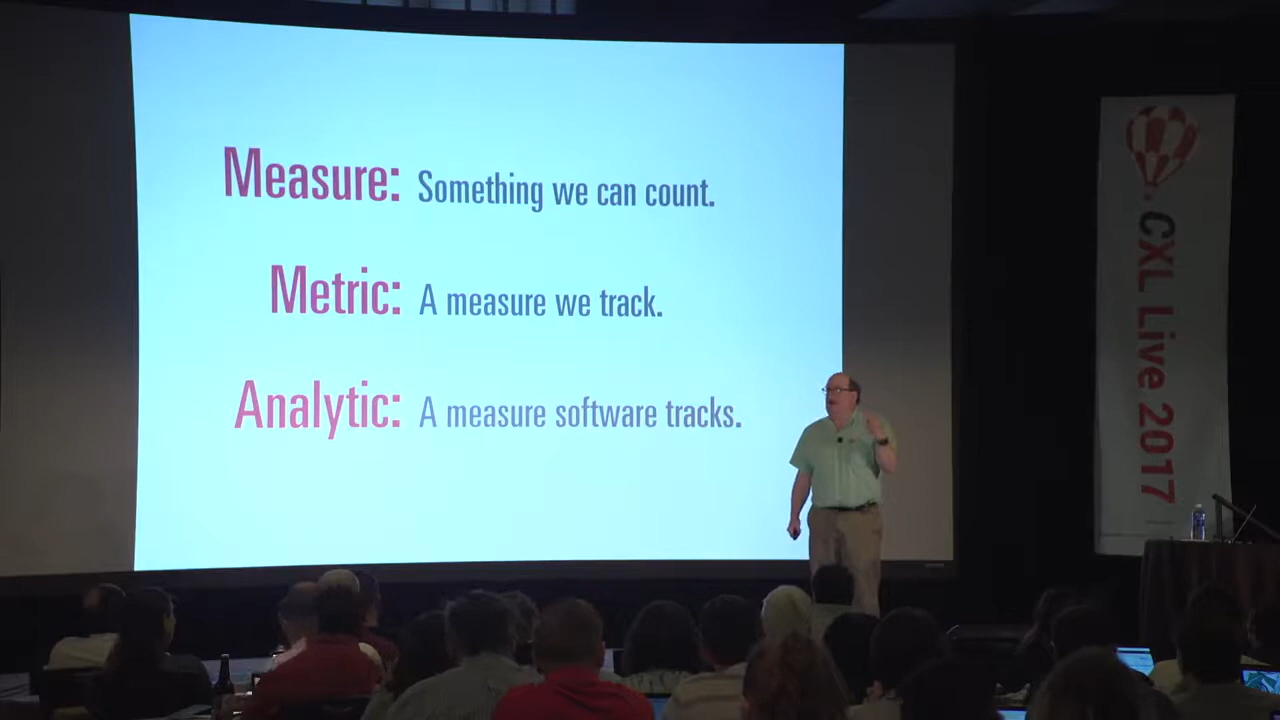 Measure: Something we can count.
Metric: A measure we track.
Analytic: A measure software tracks.
CXL Live 2017